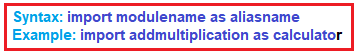 Syntax: import modulename as aliasname
Example: import addmultiplication as calculator